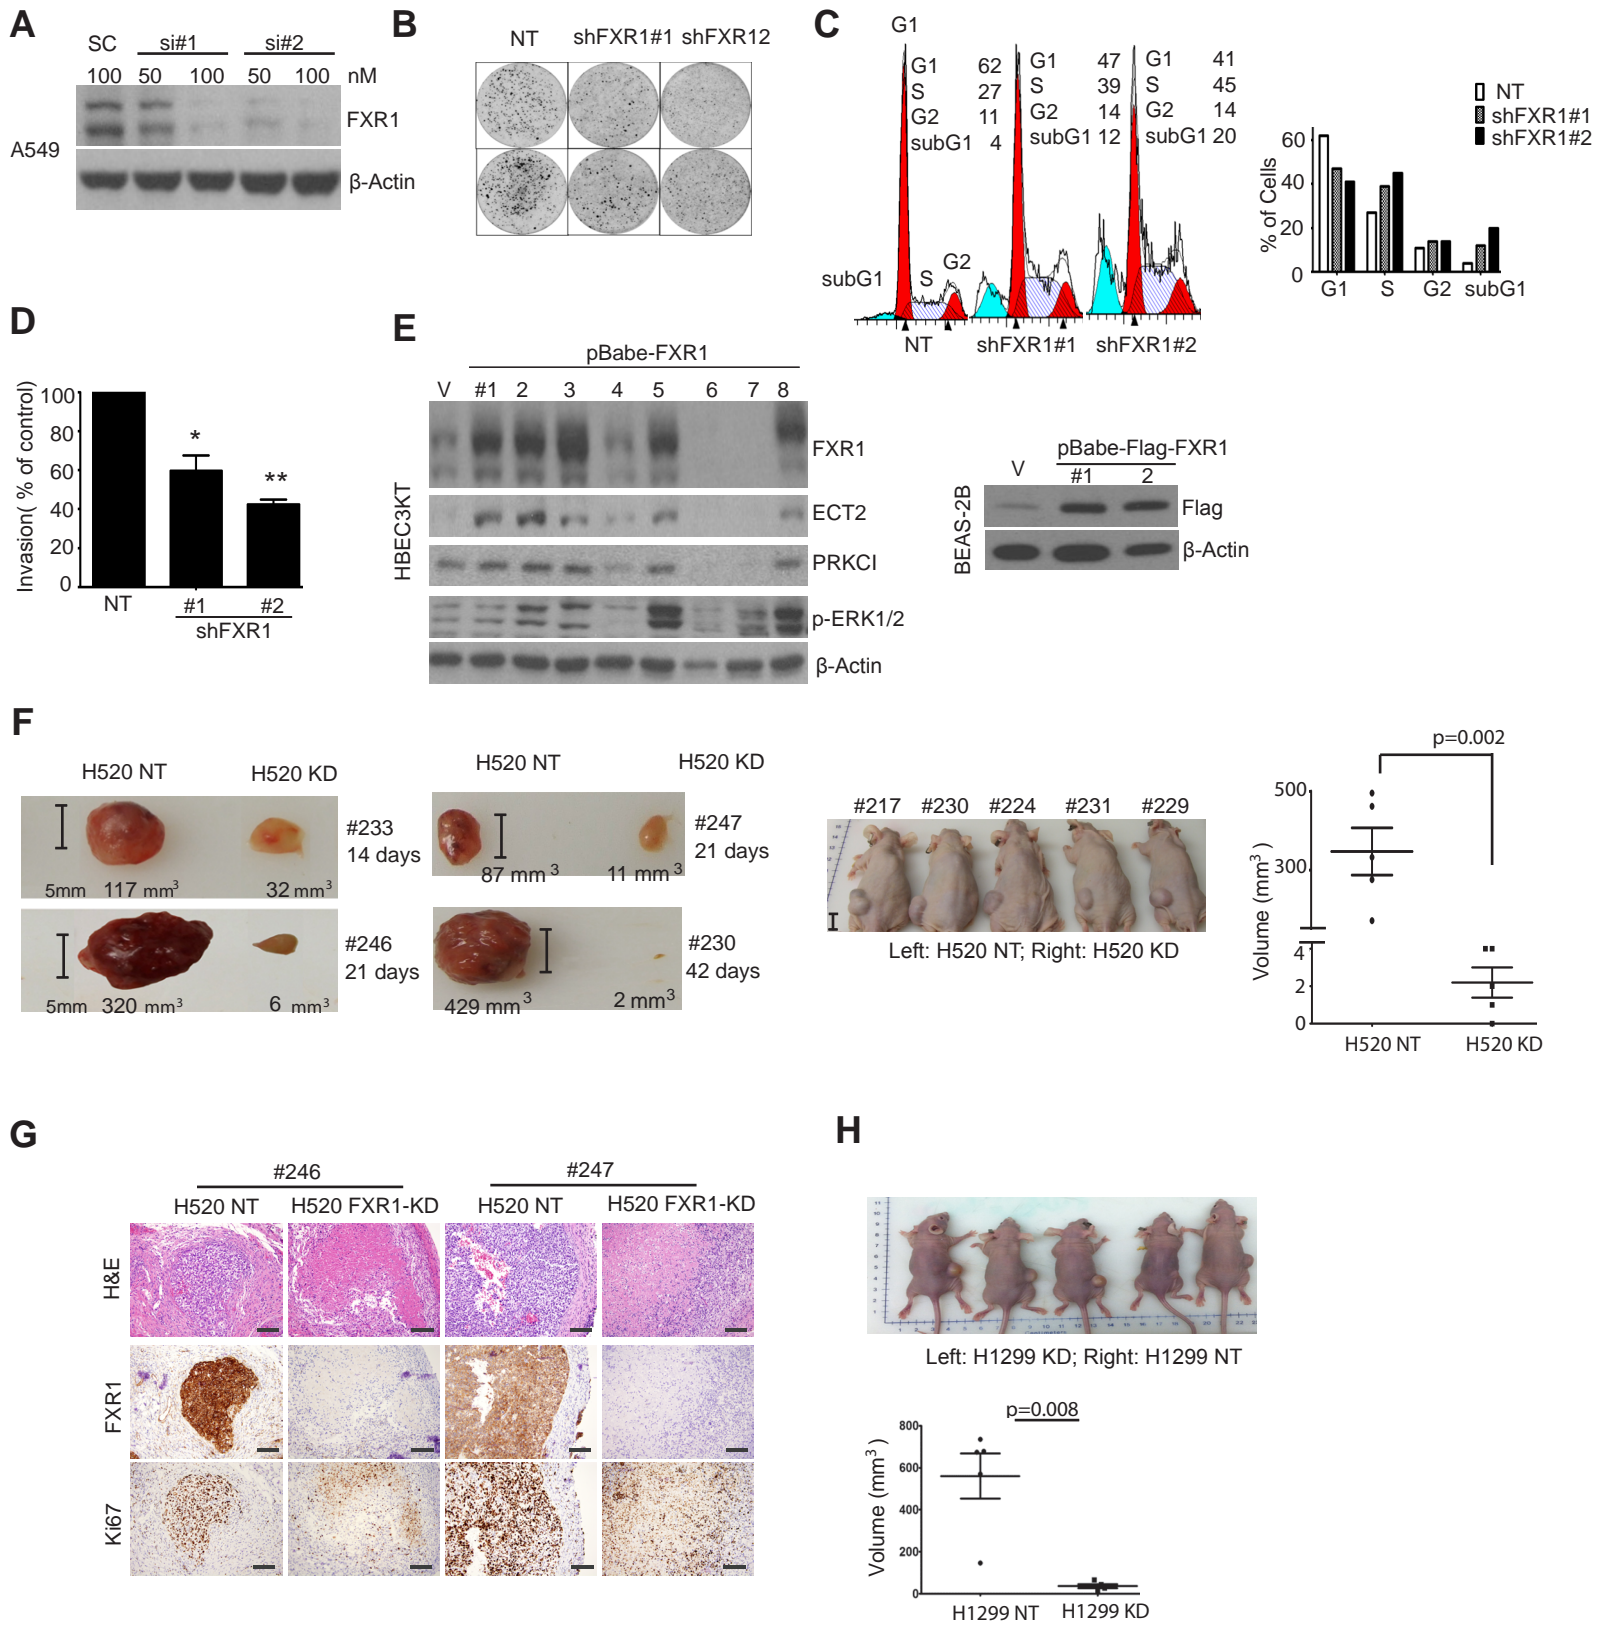 A
SC si#1 si#2
100 50 100 50 100 nM
FXR1
A549
β-Actin
B
NT shFXR1#1 shFXR12
C
G1
G1 62
S 27
G2 11
subG1 4
G1 47
S 39
G2 14
subG1 12
G1 41
S 45
G2 14
subG1 20
subG1 S G2
NT shFXR1#1 shFXR1#2
NT
shFXR1#1
shFXR1#2
% of Cells
60
40
20
0
G1 S G2 subG1
D
Invasion( % of control)
100
80
60
40
20
0
*
**
NT #1 #2
shFXR1
E
pBabe-FXR1
V #1 2 3 4 5 6 7 8
HBEC3KT
FXR1
ECT2
PRKCI
p-ERK1/2
β-Actin
pBabe-Flag-FXR1
V #1 2
BEAS-2B
Flag
β-Actin
F
H520 NT H520 KD
#233
14 days
5mm 117 mm3 32 mm3
#246
21 days
5mm 320 mm3 6 mm3
H520 NT H520 KD
#247
21 days
87 mm3 11 mm3
#230
42 days
429 mm3 2 mm3
#217 #230 #224 #231 #229
Left: H520 NT; Right: H520 KD
p=0.002
Volume (mm3 )
500
300
4
2
0
H520 NT H520 KD
G
#246 #247
H520 NT H520 FXR1-KD H520 NT H520 FXR1-KD
H&E
FXR1
Ki67
H
Left: H1299 KD; Right: H1299 NT
p=0.008
Volume (mm3 )
800
600
400
200
0
H1299 NT H1299 KD